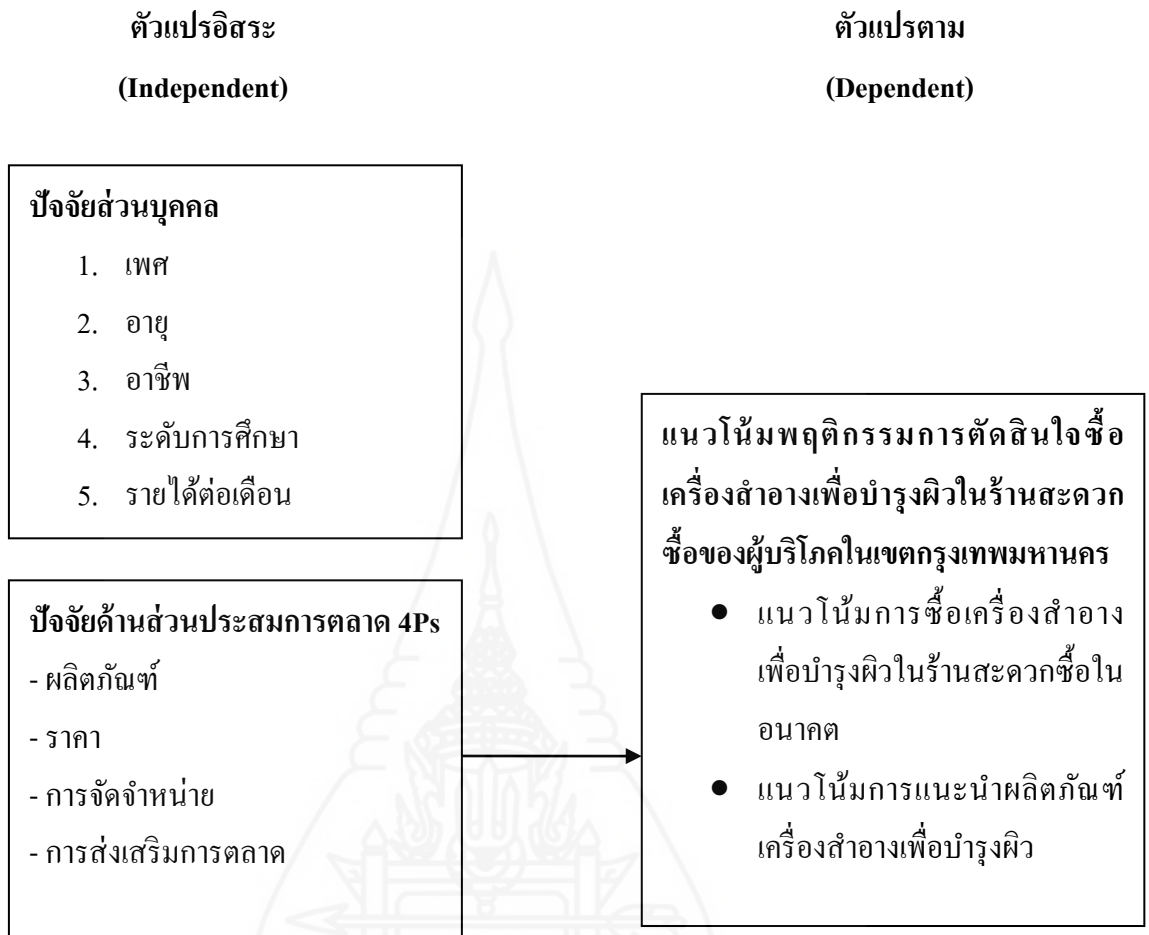 ตัวแปรอิสระ
(Independent)
ตัวแปรตาม
(Dependent)
ปัจจัยส่วนบุคคล
1. เพศ
2. อายุ
3. อาชีพ
4. ระดับการศึกษา
5. รายได้ต่อเดือน
ปัจจัยด้านส่วนประสมการตลาด 4Ps
- ผลิตภัณฑ์
- ราคา
- การจัดจำหน่าย
- การส่งเสริมการตลาด
แนวโน้มพฤติกรรมการตัดสินใจซื้อ
เครื่องสำอางเพื่อบำรุงผิวในร้านสะดวก
ซื้อของผู้บริโภคในเขตกรุงเทพมหานคร
● แนวโน้มการซื้อเครื่องสำอาง
เพื่อบำรุงผิวในร้านสะดวกซื้อใน
อนาคต
● แนวโน้มการแนะนำผลิตภัณฑ์
เครื่องสำอางเพื่อบำรุงผิว